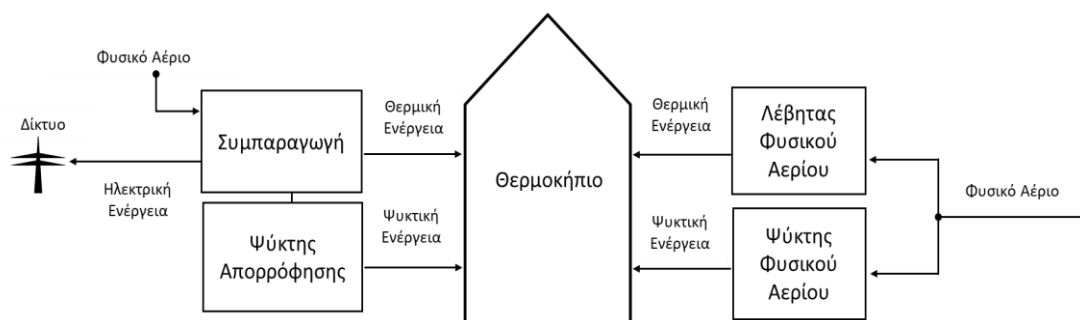 Φυσικό Αέριο
Δίκτυο
Συμπαραγωγή
Θερμική
Ενέργεια
Ηλεκτρική
Ενέργεια
Ψύκτης
Απορρόφησης
Ψυκτική
Ενέργεια
Θερμοκήπιο
Θερμική
Ενέργεια
Λέβητας
Φυσικού
Αερίου
Ψυκτική
Ενέργεια
Ψύκτης
Φυσικού
Αερίου
Φυσικό Αέριο